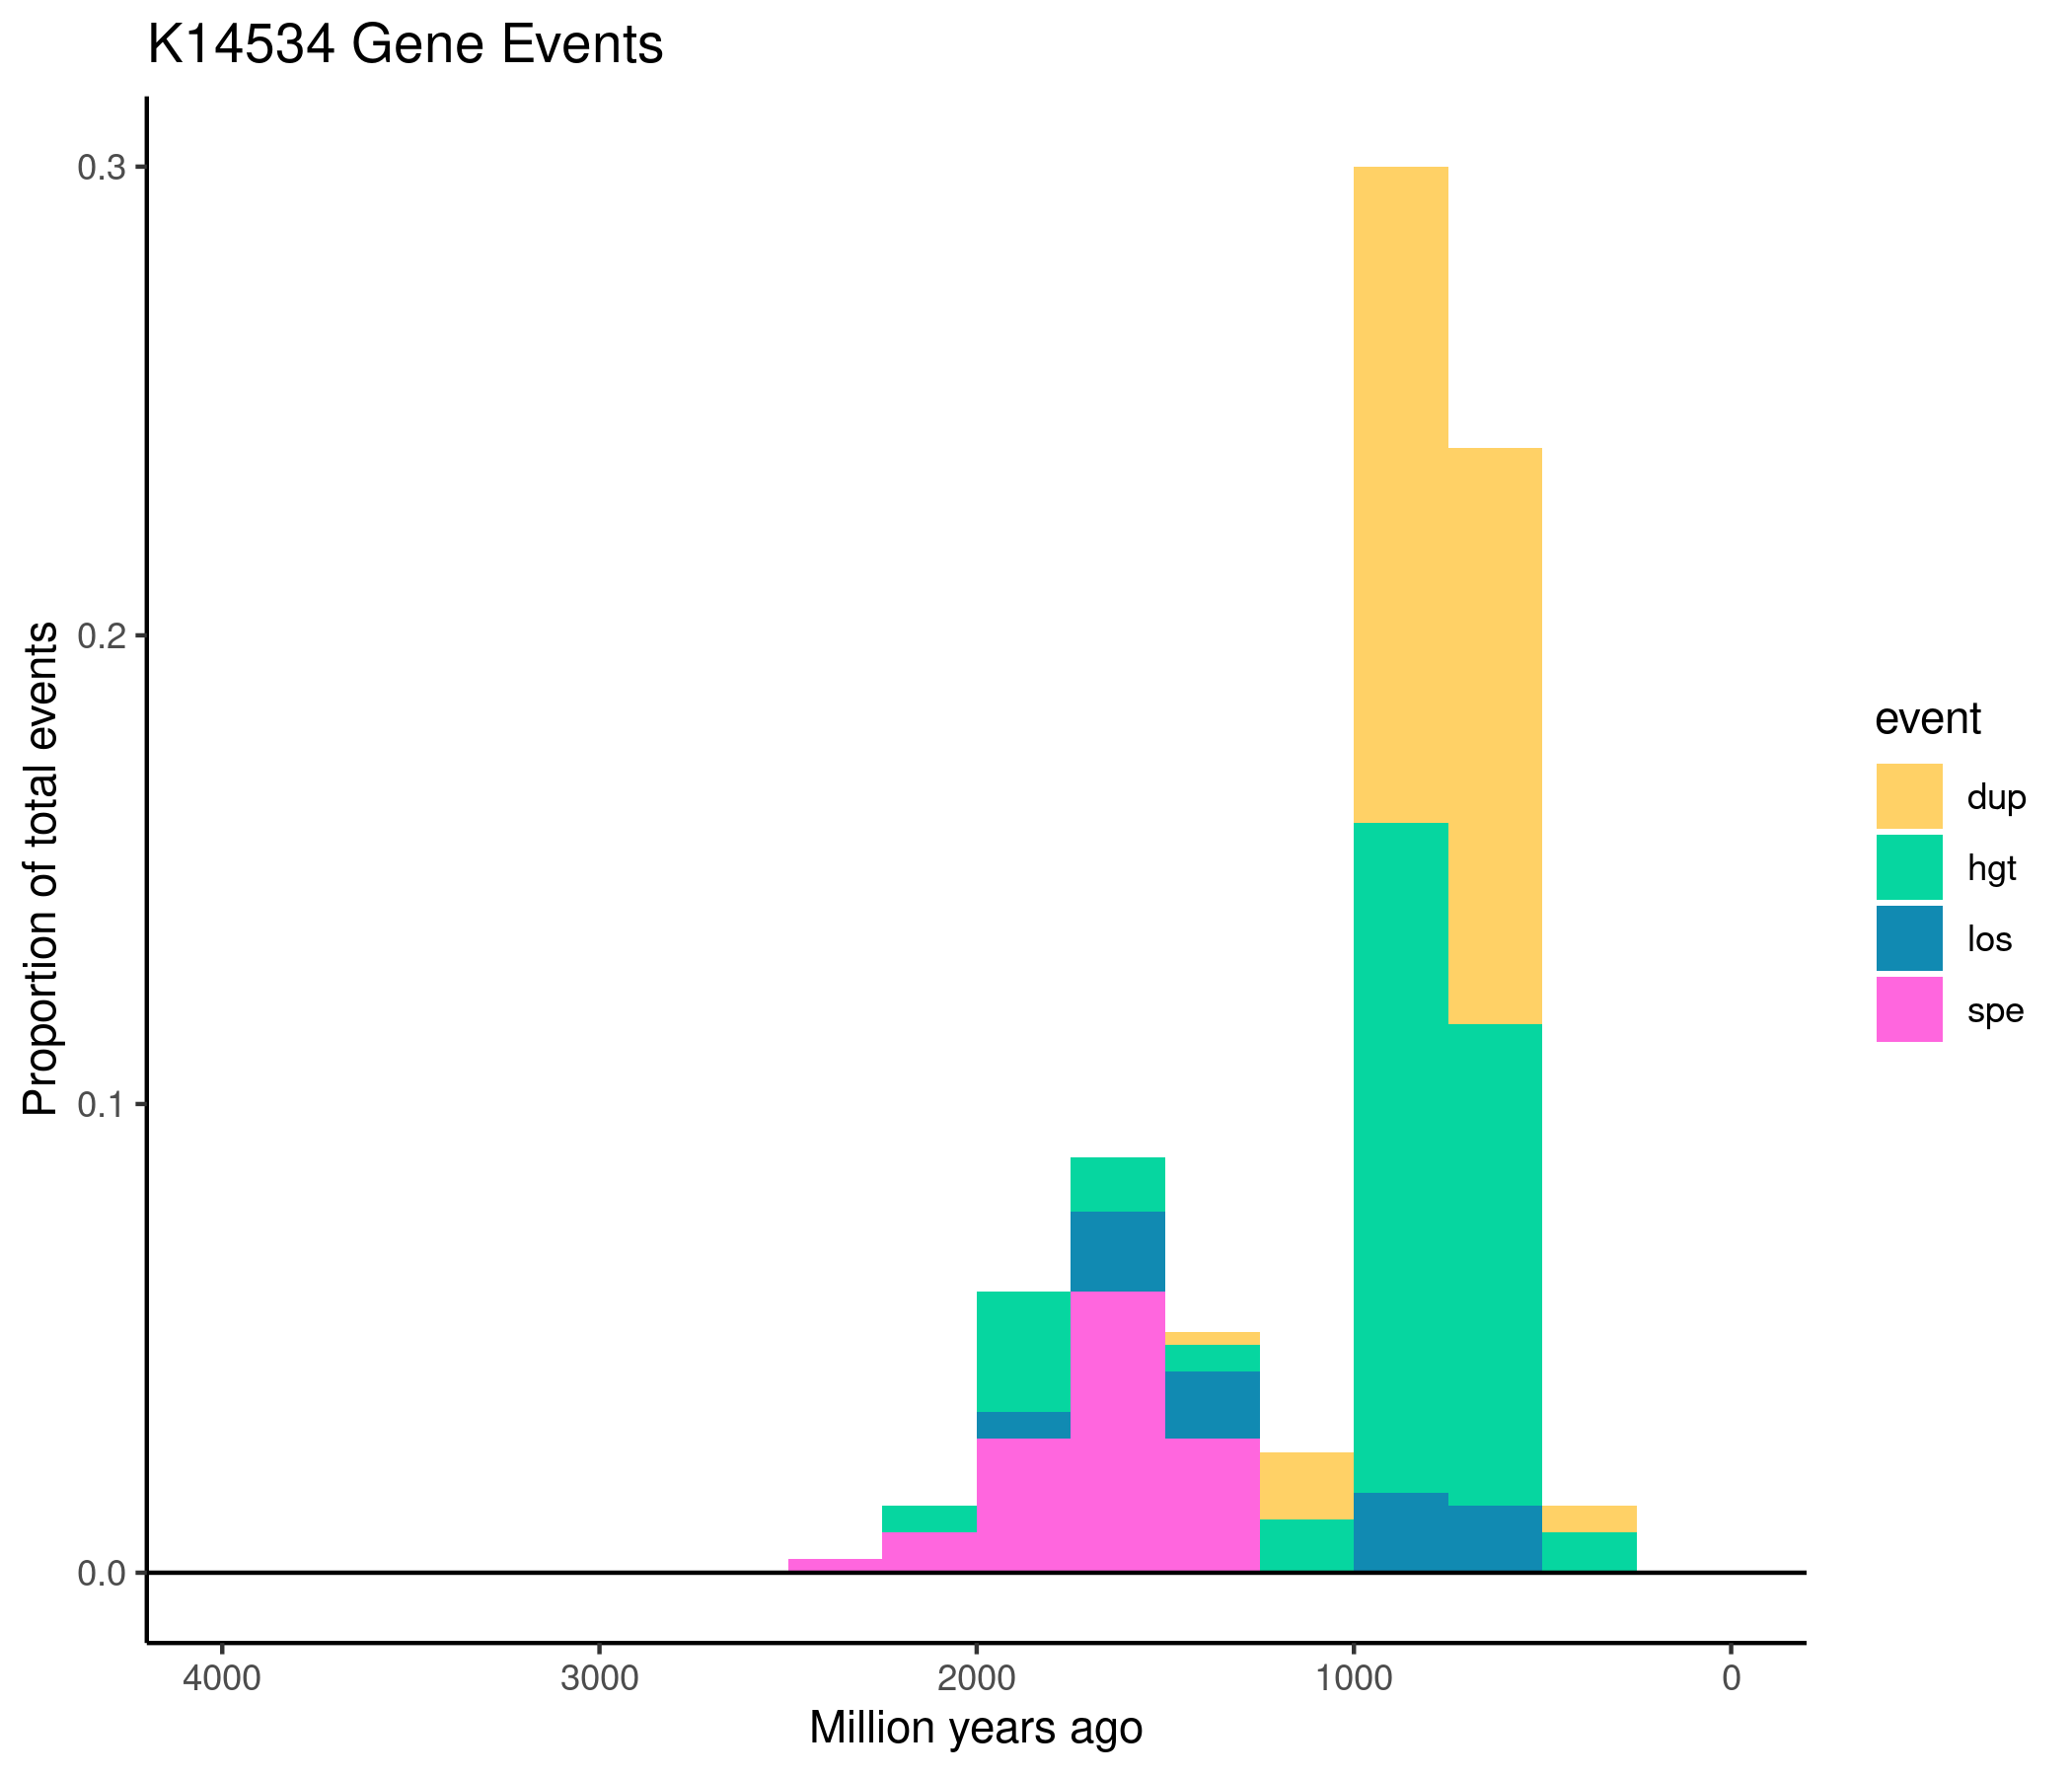 K14534 Gene Events
Proportion of total events
0.3
0.2
0.1
0.0
4000 3000 2000 1000 0
Million years ago
event
dup
hgt
los
spe